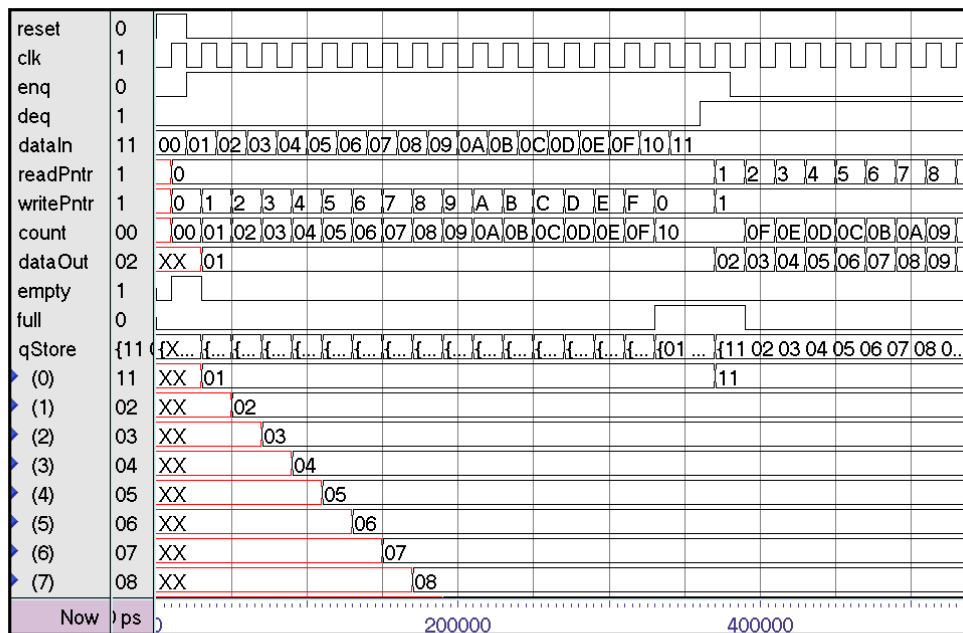 reset 0
clk 1
enq 0
deq 1
dataIn 11 00 01 02 03 04 05 06 07 08 09 0A 0B 0C 0D 0E 0F 10 11
readPntr 1 0 1 2 3 4 5 6 7 8
writePntr 1 0 1 2 3 4 5 6 7 8 9 A B C D E F 0 1
count 00 00 01 02 03 04 05 06 07 08 09 0A 0B 0C 0D 0E 0F 10 0F 0E 0D 0C 0B 0A 09
dataOut 02 XX 01 02 03 04 05 06 07 08 09
empty 1
full 0
qStore {11 {X... {... {... {... {... {... {... {... {... {... {... {... {... {... {... {... {01 ... {11 02 03 04 05 06 07 08 0...
(0) 11 XX 01 11
(1) 02 XX 02
(2) 03 XX 03
(3) 04 XX 04
(4) 05 XX 05
(5) 06 XX 06
(6) 07 XX 07
(7) 08 XX 08
Now ps 0 200000 400000